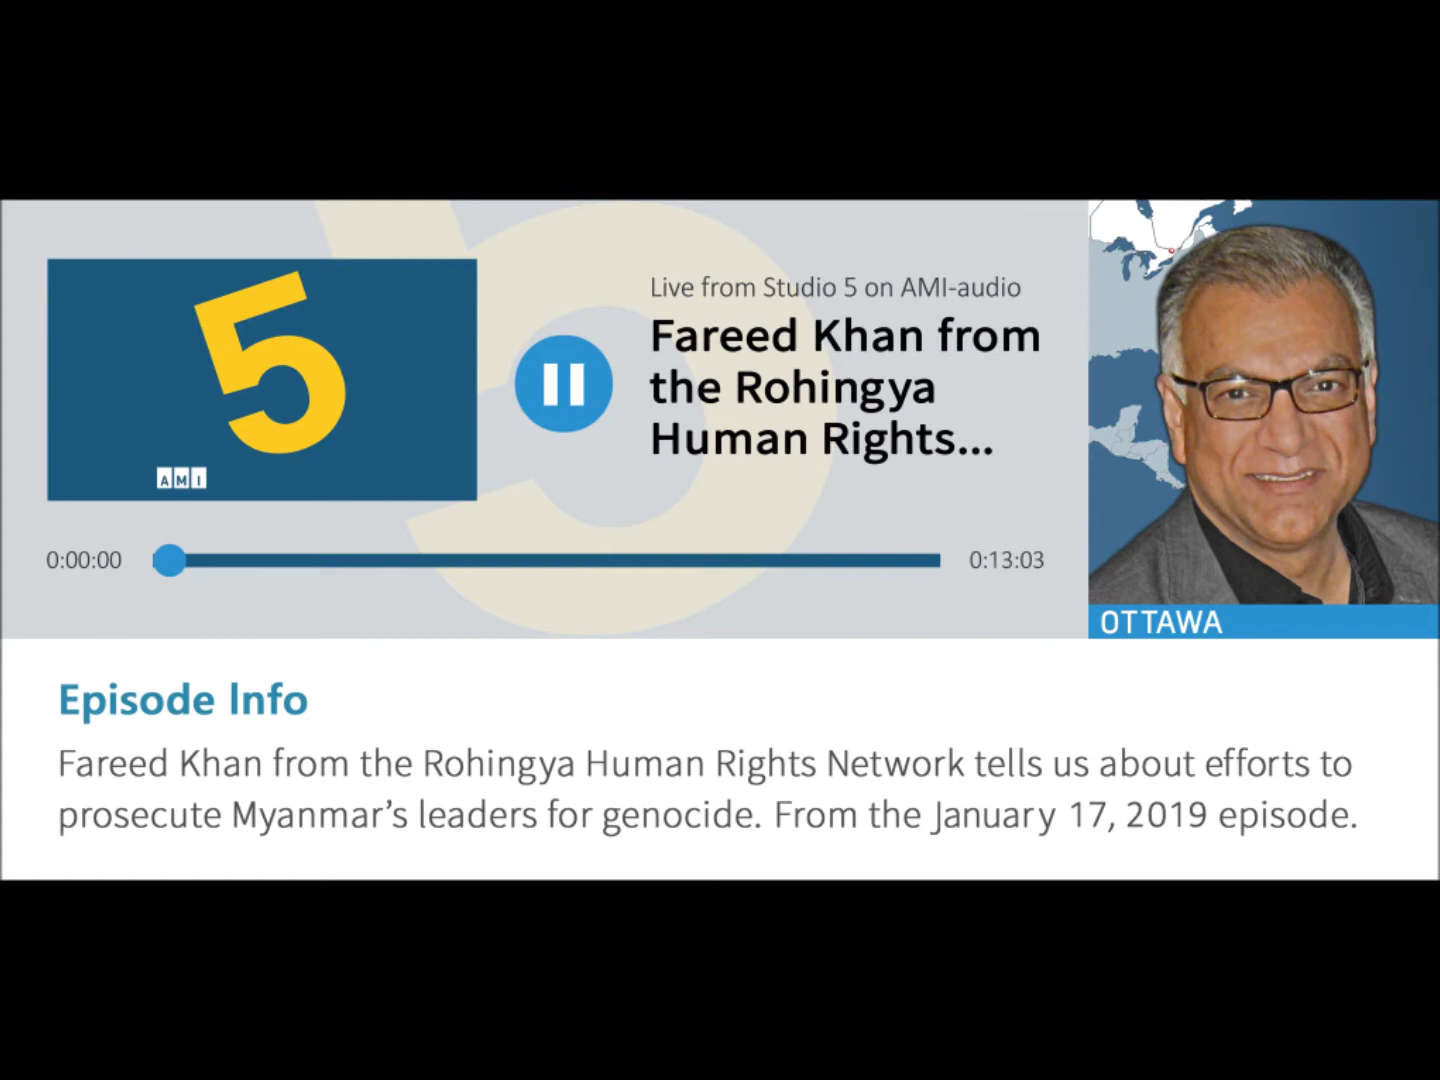 5
AMI
Live from Studio 5 on AMI-audio
Fareed Khan from
the Rohingya
Human Rights...
0:00:00
0:13:03
OTTAWA
Episode Info
Fareed Khan from the Rohingya Human Rights Network tells us about efforts to
prosecute Myanmar’s leaders for genocide. From the January 17, 2019 episode.